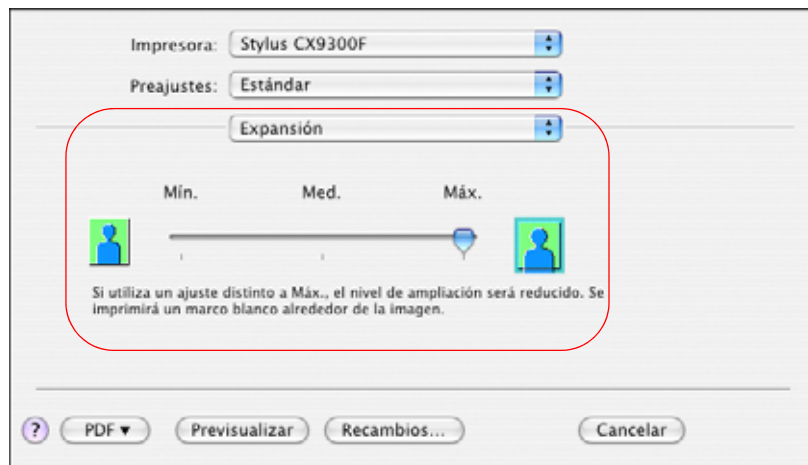 Impresora: Stylus CX9300F
Preajustes: Estándar
Expansión
Mín. Med. Máx.
Si utiliza un ajuste distinto a Máx., el nivel de ampliación será reducido. Se
imprimirá un marco blanco alrededor de la imagen.
? PDF ▼ Previsualizar Recambios... Cancelar